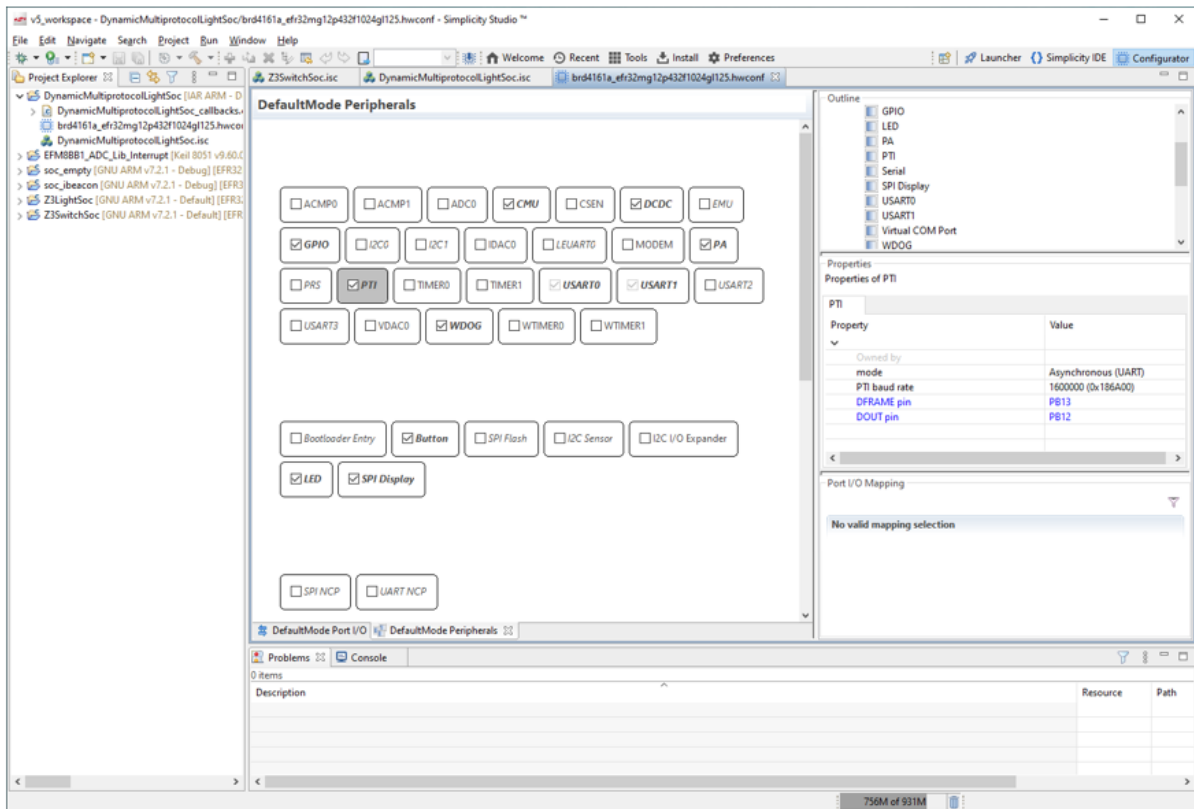 v5_workspace - DynamicMultiprotocolLightSoc/brd4161a_efr32mg12p432f1024gl125.hwconf - Simplicity Studio ™
File Edit Navigate Search Project Run Window Help
Welcome Recent Tools Install Preferences Launcher Simplicity IDE Configurator
Project Explorer
Z3SwitchSoc.isc DynamicMultiprotocolLightSoc.isc brd4161a_efr32mg12p432f1024gl125.hwconf
DynamicMultiprotocolLightSoc [IAR ARM - D
DynamicMultiprotocolLightSoc_callbacks.
brd4161a_efr32mg12p432f1024gl125.hwcon
DynamicMultiprotocolLightSoc.isc
EFM8BB1_ADC_Lib_Interrupt [Keil 8051 v9.60.0
soc_empty [GNU ARM v7.2.1 - Debug] [EFR32
soc_ibeacon [GNU ARM v7.2.1 - Debug] [EFR3
Z3LightSoc [GNU ARM v7.2.1 - Default] [EFR3
Z3SwitchSoc [GNU ARM v7.2.1 - Default] [EFR
DefaultMode Peripherals
ACMP0 ACMP1 ADC0 CMU CSEN DCDC EMU
GPIO I2C0 I2C1 IDAC0 LEUART0 MODEM PA
PRS PTI TIMER0 TIMER1 USART0 USART1 USART2
USART3 VDAC0 WDOG WTIMER0 WTIMER1
Bootloader Entry Button SPI Flash I2C Sensor I2C I/O Expander
LED SPI Display
SPI NCP UART NCP
DefaultMode Port I/O DefaultMode Peripherals
Outline
GPIO
LED
PA
PTI
Serial
SPI Display
USART0
USART1
Virtual COM Port
WDOG
Properties
Properties of PTI
PTI
Property Value
Owned by
mode Asynchronous (UART)
PTI baud rate 1600000 (0x186A00)
DFRAME pin PB13
DOUT pin PB12
Port I/O Mapping
No valid mapping selection
Problems Console
0 items
Description Resource Path
756M of 931M